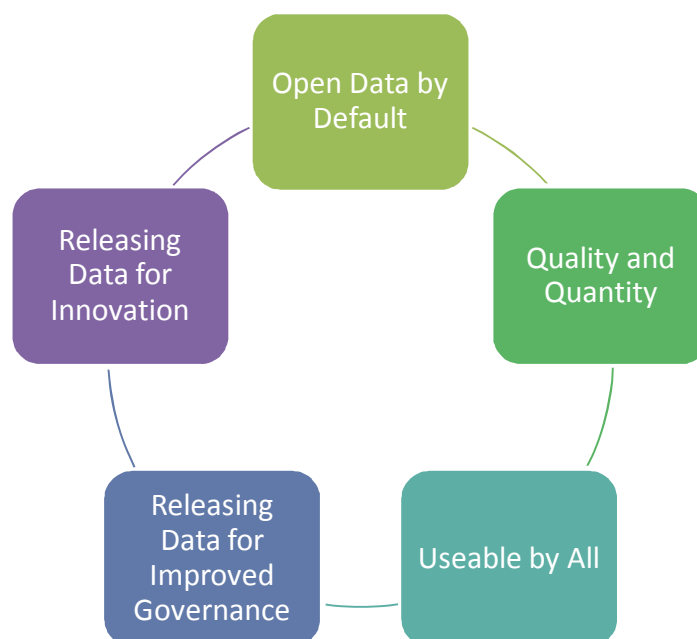 Open Data by
Default
Quality and
Quantity
Useable by All
Releasing
Data for
Improved
Governance
Releasing
Data for
Innovation